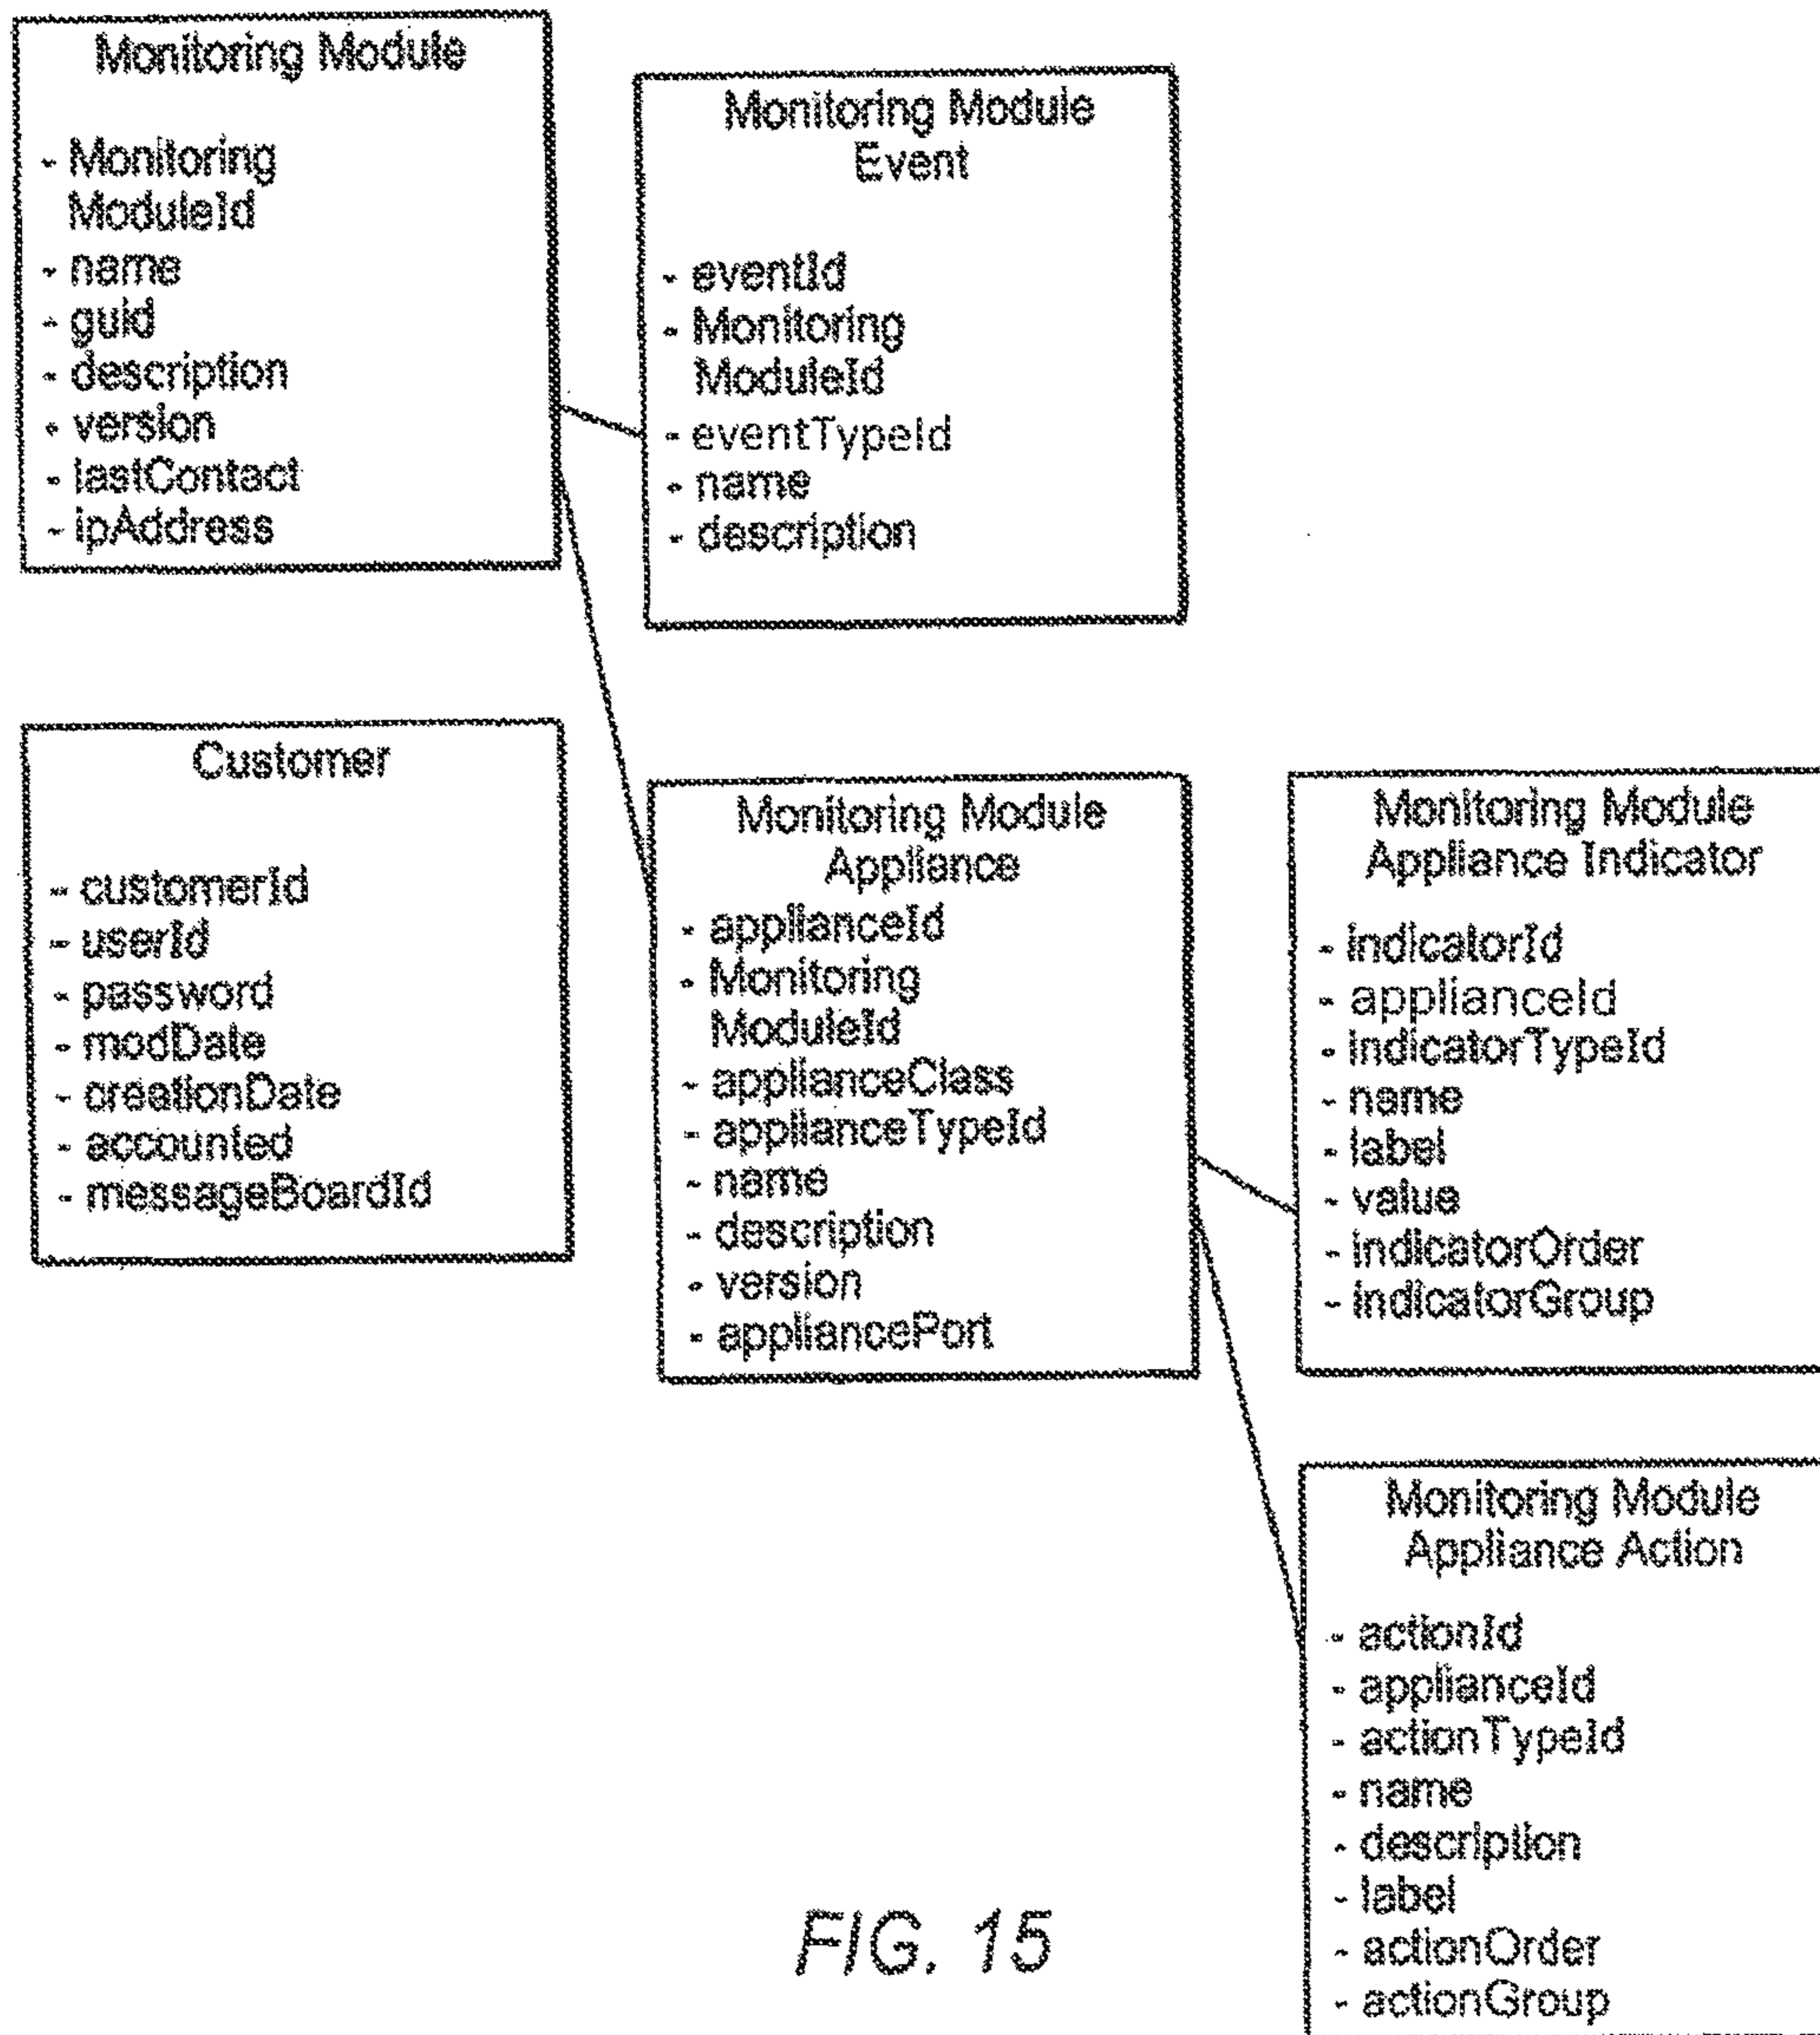 Monitoring Module
- Monitoring
ModuleId
- name
- guid
- description
- version
- lastContact
- ipAddress
Monitoring Module
Event
- eventId
- Monitoring
ModuleId
- eventTypeId
- name
- description
Customer
- customerId
- userId
- password
- modDate
- creationDate
- accounted
- messageBoardId
Monitoring Module
Appliance
- applianceId
- Monitoring
ModuleId
- applianceClass
- applianceTypeId
- name
- description
- version
- appliancePort
Monitoring Module
Appliance Indicator
- indicatorId
- applianceId
- indicatorTypeId
- name
- label
- value
- indicatorOrder
- indicatorGroup
Monitoring Module
Appliance Action
- actionId
- applianceId
- actionTypeId
- name
- description
- label
- actionOrder
- actionGroup
FIG. 15